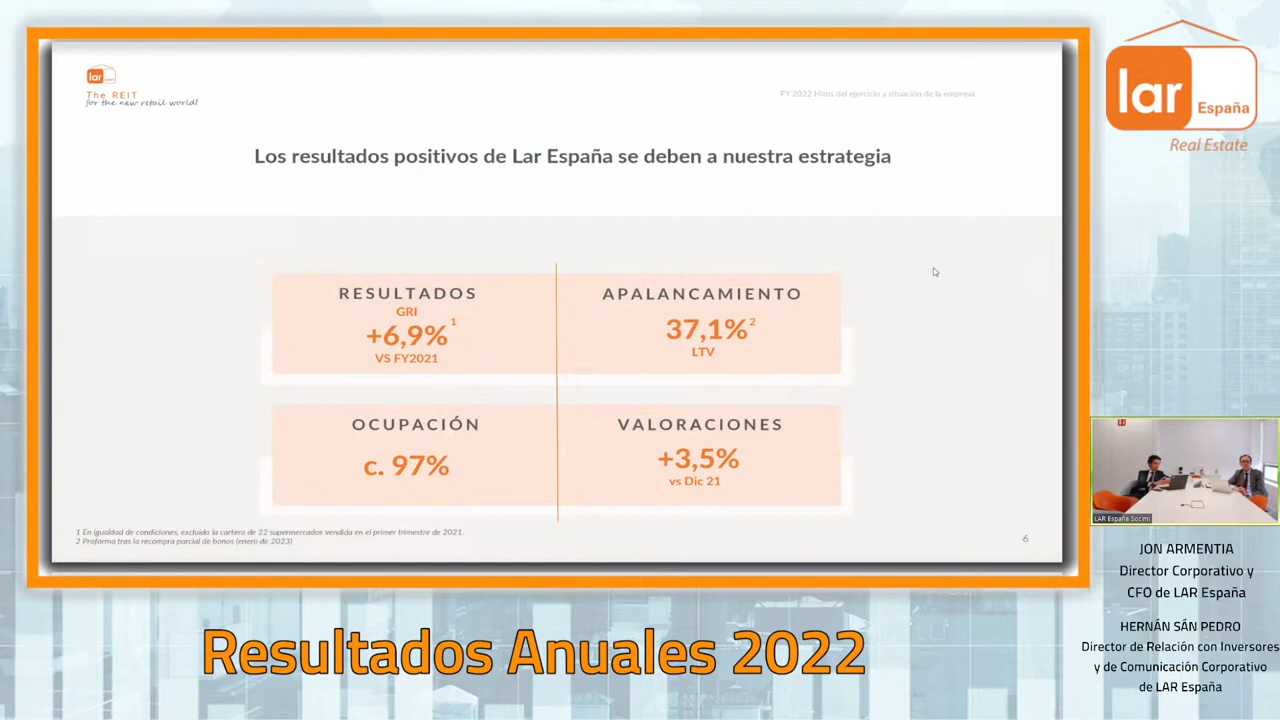 lar
The REIT
for the new retail world!
FY 2022 Hitos del ejercicio y situación de la empresa
Los resultados positivos de Lar España se deben a nuestra estrategia
RESULTADOS
GRI
+6,9% 1
VS FY2021
APALANCAMIENTO
37,1% 2
LTV
OCUPACIÓN
c. 97%
VALORACIONES
+3,5%
vs Dic 21
1 En igualdad de condiciones, excluida la cartera de 22 supermercados vendida en el primer trimestre de 2021.
2 Proforma tras la recompra parcial de bonos (enero de 2023)
6
lar
España
Real Estate
LAR España Socimi
JON ARMENTIA
Director Corporativo y
CFO de LAR España
HERNÁN SÁN PEDRO
Director de Relación con Inversores
y de Comunicación Corporativo
de LAR España
Resultados Anuales 2022